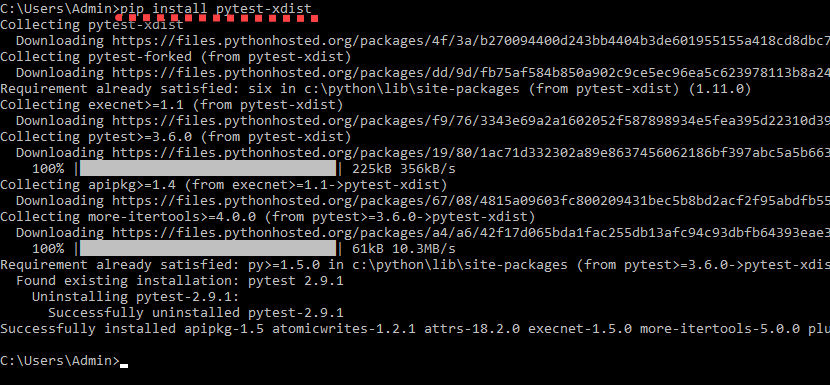 C:\Users\Admin>pip install pytest-xdist
Collecting pytest-xdist
Downloading https://files.pythonhosted.org/packages/4f/3a/b270094400d243bb4404b3de601955155a418cd8dbc7
Collecting pytest-forked (from pytest-xdist)
Downloading https://files.pythonhosted.org/packages/dd/9d/fb75af584b850a902c9ce5ec96ea5c623978113b8a24
Requirement already satisfied: six in c:\python\lib\site-packages (from pytest-xdist) (1.11.0)
Collecting execnet>=1.1 (from pytest-xdist)
Downloading https://files.pythonhosted.org/packages/f9/76/3343e69a2a1602052f587898934e5fea395d22310d39
Collecting pytest>=3.6.0 (from pytest-xdist)
Downloading https://files.pythonhosted.org/packages/19/80/1ac71d332302a89e8637456062186bf397abc5a5b663
100% |████████████████████████████████| 225kB 356kB/s
Collecting apipkg>=1.4 (from execnet>=1.1->pytest-xdist)
Downloading https://files.pythonhosted.org/packages/67/08/4815a09603fc800209431bec5b8bd2acf2f95abdfb55
Collecting more-itertools>=4.0.0 (from pytest>=3.6.0->pytest-xdist)
Downloading https://files.pythonhosted.org/packages/a4/a6/42f17d065bda1fac255db13afc94c93dbfb64393eae3
100% |████████████████████████████████| 61kB 10.3MB/s
Requirement already satisfied: py>=1.5.0 in c:\python\lib\site-packages (from pytest>=3.6.0->pytest-xdis
Found existing installation: pytest 2.9.1
Uninstalling pytest-2.9.1:
Successfully uninstalled pytest-2.9.1
Successfully installed apipkg-1.5 atomicwrites-1.2.1 attrs-18.2.0 execnet-1.5.0 more-itertools-5.0.0 plu
C:\Users\Admin>